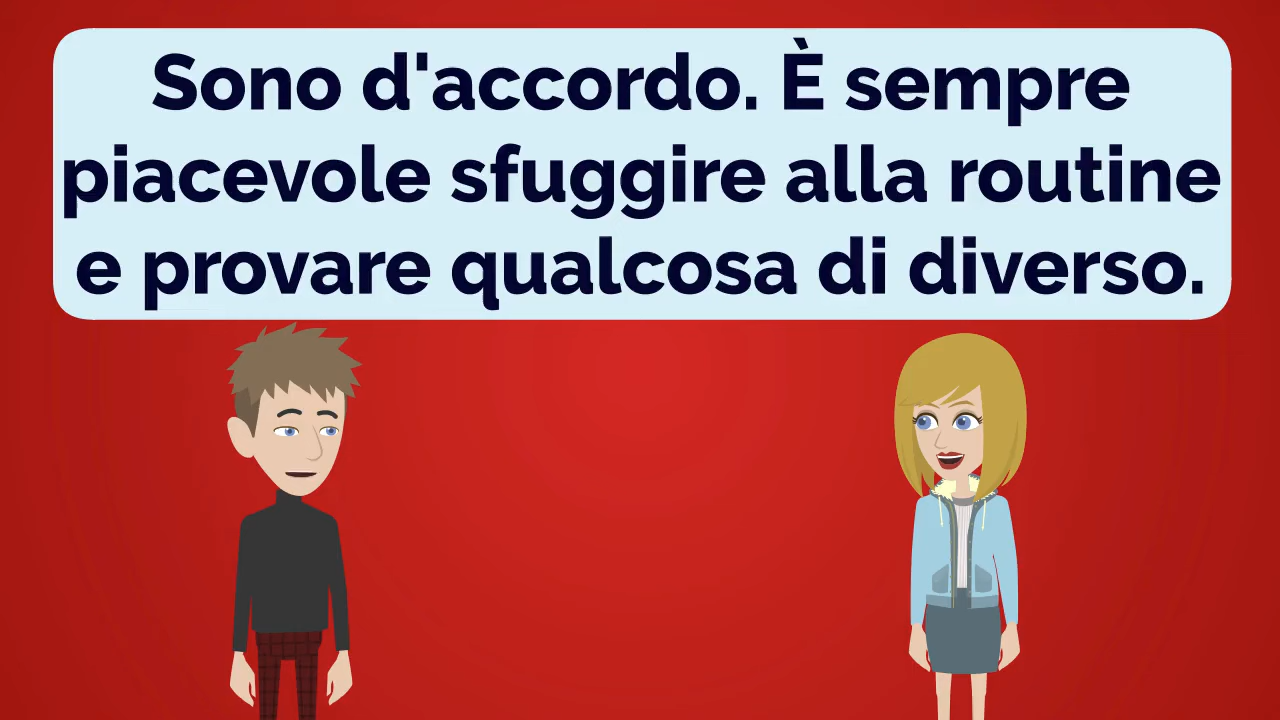 Sono d'accordo. È sempre
piacevole sfuggire alla routine
e provare qualcosa di diverso.